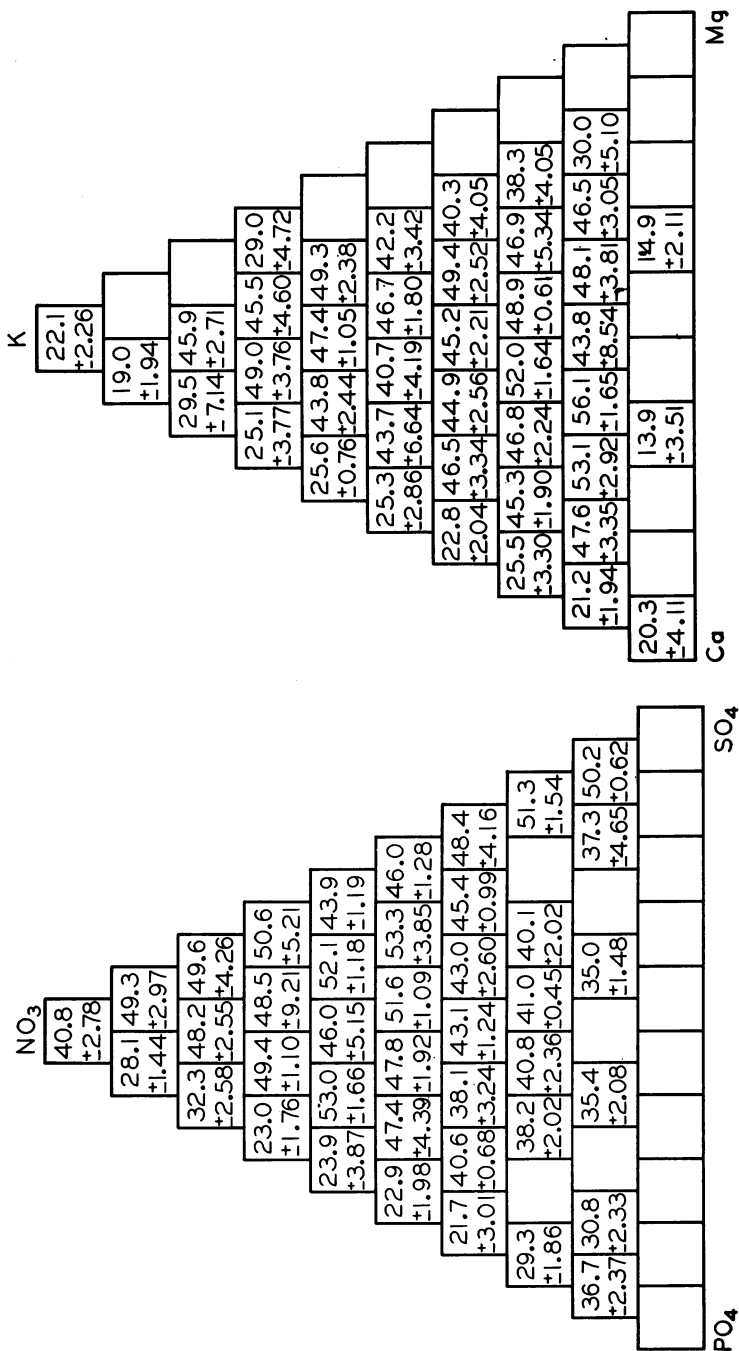 NO₃
40.8
±2.78
28.1 49.3
±1.44 ±2.97
32.3 48.2 49.6
±2.58 ±2.55 ±4.26
23.0 49.4 48.5 50.6
±1.76 ±1.10 ±9.21 ±5.21
23.9 53.0 46.0 52.1 43.9
±3.87 ±1.66 ±5.15 ±1.18 ±1.19
22.9 47.4 47.8 51.6 53.3 46.0
±1.98 ±4.39 ±1.92 ±1.09 ±3.85 ±1.28
21.7 40.6 38.1 43.1 43.0 45.4 48.4
±3.01 ±0.68 ±3.24 ±1.24 ±2.60 ±0.99 ±4.16
29.3 38.2 40.8 41.0 40.1 51.3
±1.86 ±2.02 ±2.36 ±0.45 ±2.02 ±1.54
36.7 30.8 35.4 35.0 37.3 50.2
±2.37 ±2.33 ±2.08 ±1.48 ±4.65 ±0.62
PO₄ SO₄
K
22.1
±2.26
19.0
±1.94
29.5 45.9
±7.14 ±2.71
25.1 49.0 45.5 29.0
±3.77 ±3.76 ±4.60 ±4.72
25.6 43.8 47.4 49.3
±0.76 ±2.44 ±1.05 ±2.38
25.3 43.7 40.7 46.7 42.2
±2.86 ±6.64 ±4.19 ±1.80 ±3.42
22.8 46.5 44.9 45.2 49.4 40.3
±2.04 ±3.34 ±2.56 ±2.21 ±2.52 ±4.05
25.5 45.3 46.8 52.0 48.9 46.9 38.3
±3.30 ±1.90 ±2.24 ±1.64 ±0.61 ±5.34 ±4.05
21.2 47.6 53.1 56.1 43.8 48.1 46.5 30.0
±1.94 ±3.35 ±2.92 ±1.65 ±8.54 ±3.81 ±3.05 ±5.10
20.3 13.9 14.9
±4.11 ±3.51 ±2.11
Ca Mg